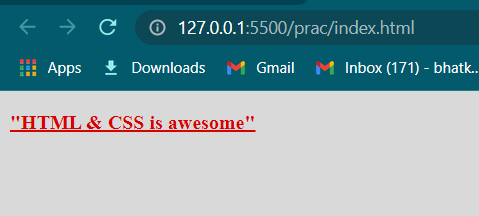 127.0.0.1:5500/prac/index.html
Apps Downloads Gmail Inbox (171) - bhatk...
"HTML & CSS is awesome"